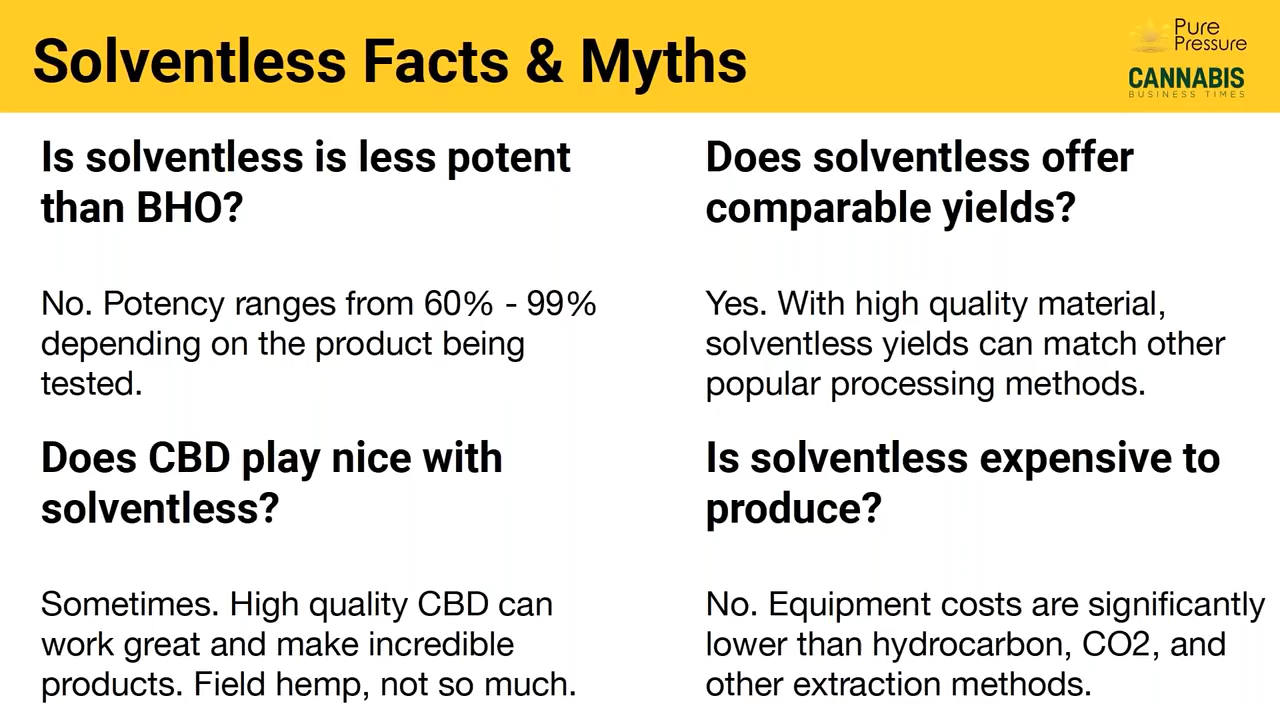 Solventless Facts & Myths
Pure
Pressure
CANNABIS
BUSINESS TIMES
Is solventless is less potent
than BHO?
No. Potency ranges from 60% - 99%
depending on the product being
tested.
Does solventless offer
comparable yields?
Yes. With high quality material,
solventless yields can match other
popular processing methods.
Does CBD play nice with
solventless?
Sometimes. High quality CBD can
work great and make incredible
products. Field hemp, not so much.
Is solventless expensive to
produce?
No. Equipment costs are significantly
lower than hydrocarbon, CO2, and
other extraction methods.